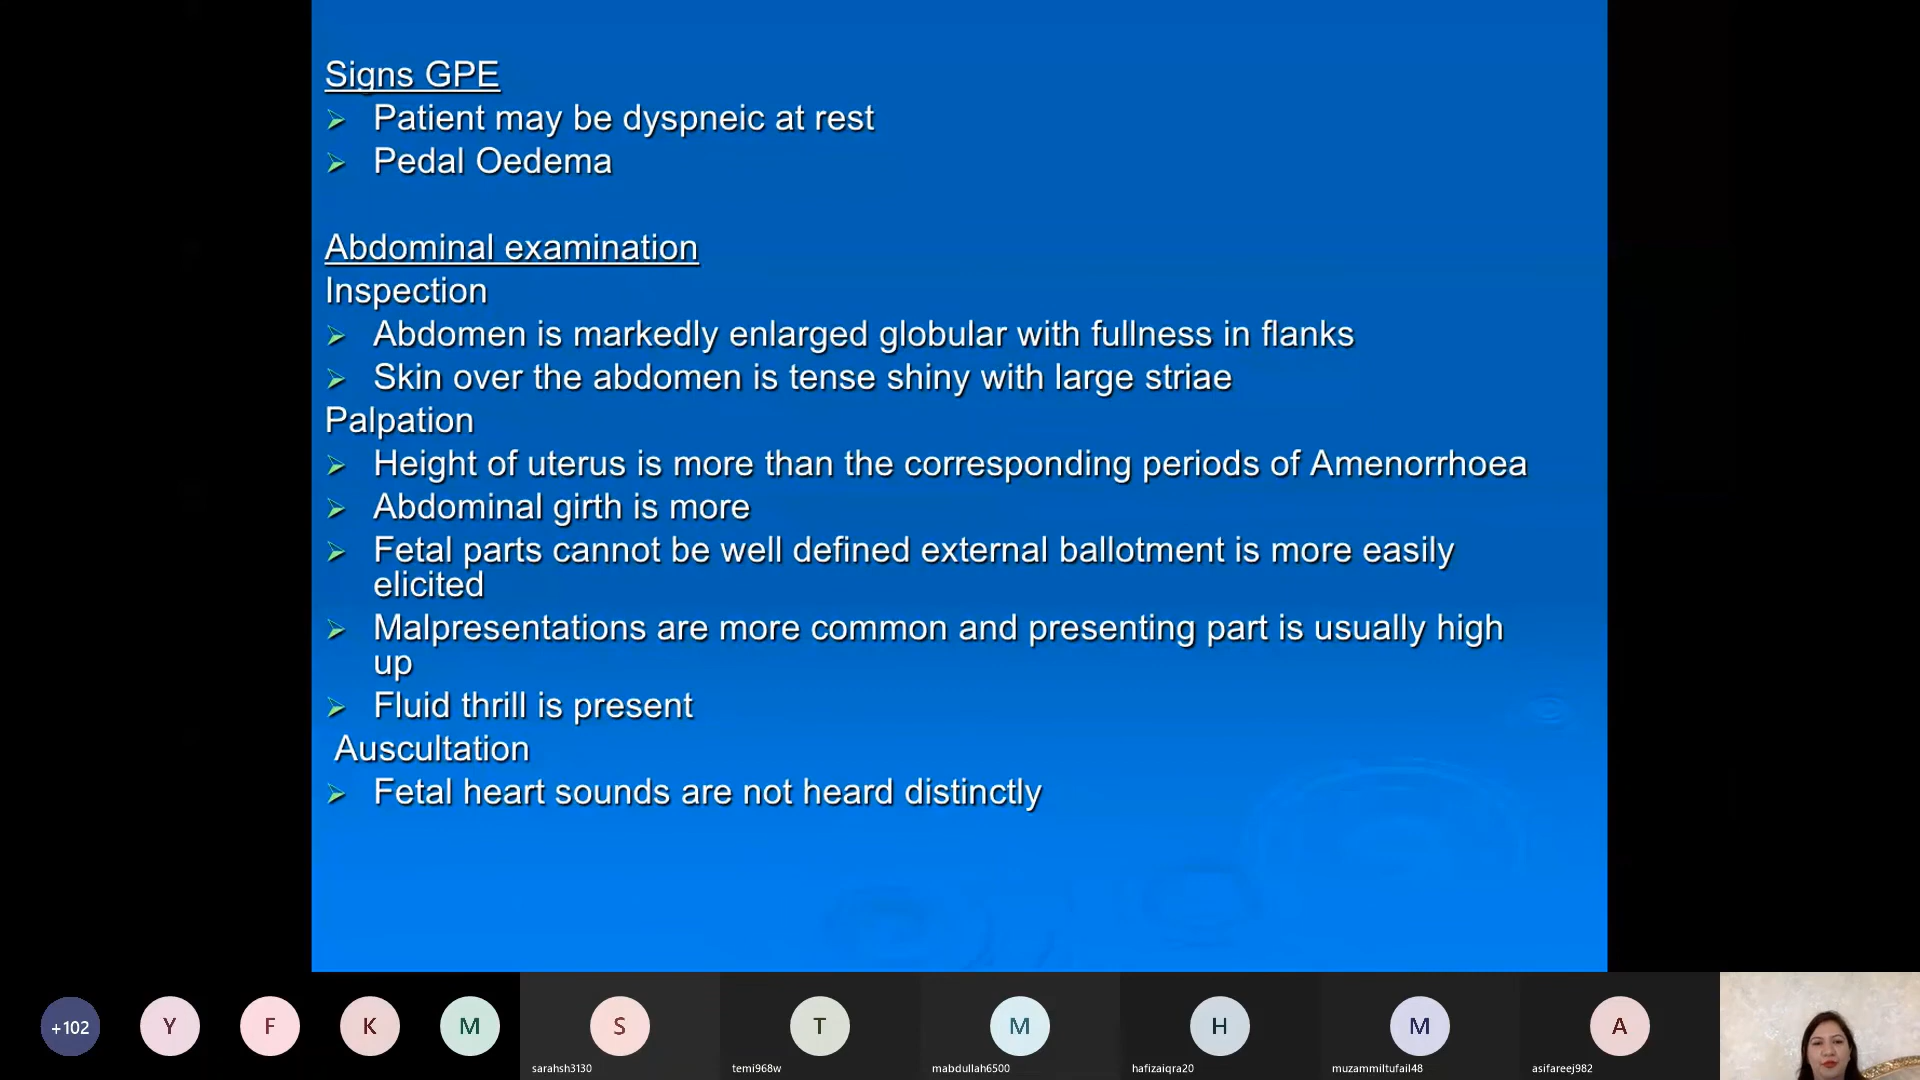 Signs GPE
Patient may be dyspneic at rest
Pedal Oedema
Abdominal examination
Inspection
Abdomen is markedly enlarged globular with fullness in flanks
Skin over the abdomen is tense shiny with large striae
Palpation
Height of uterus is more than the corresponding periods of Amenorrhoea
Abdominal girth is more
Fetal parts cannot be well defined external ballotment is more easily
elicited
Malpresentations are more common and presenting part is usually high
up
Fluid thrill is present
Auscultation
Fetal heart sounds are not heard distinctly
+102 Y F K M S T M H M A
sarahsh3130 temi968w mabdullah6500 hafizaiqra20 muzammiltufail48 asifareej982